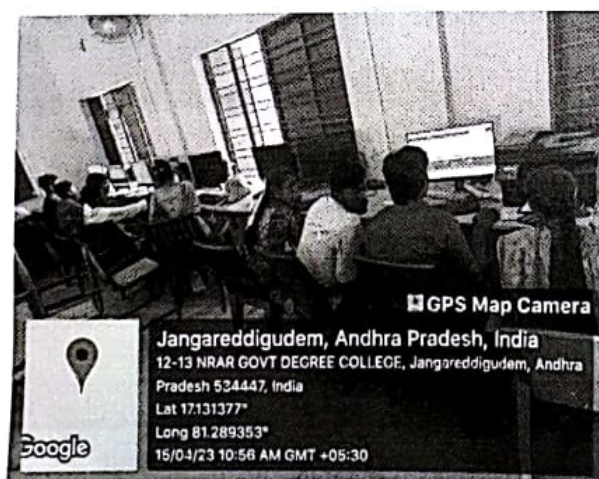 GPS Map Camera
Jangareddigudem, Andhra Pradesh, India
12-13 NRAR GOVT DEGREE COLLEGE, Jangareddigudem, Andhra
Pradesh 534447, India
Lat 17.131377°
Long 81.289353°
15/04/23 10:56 AM GMT +05:30
Google